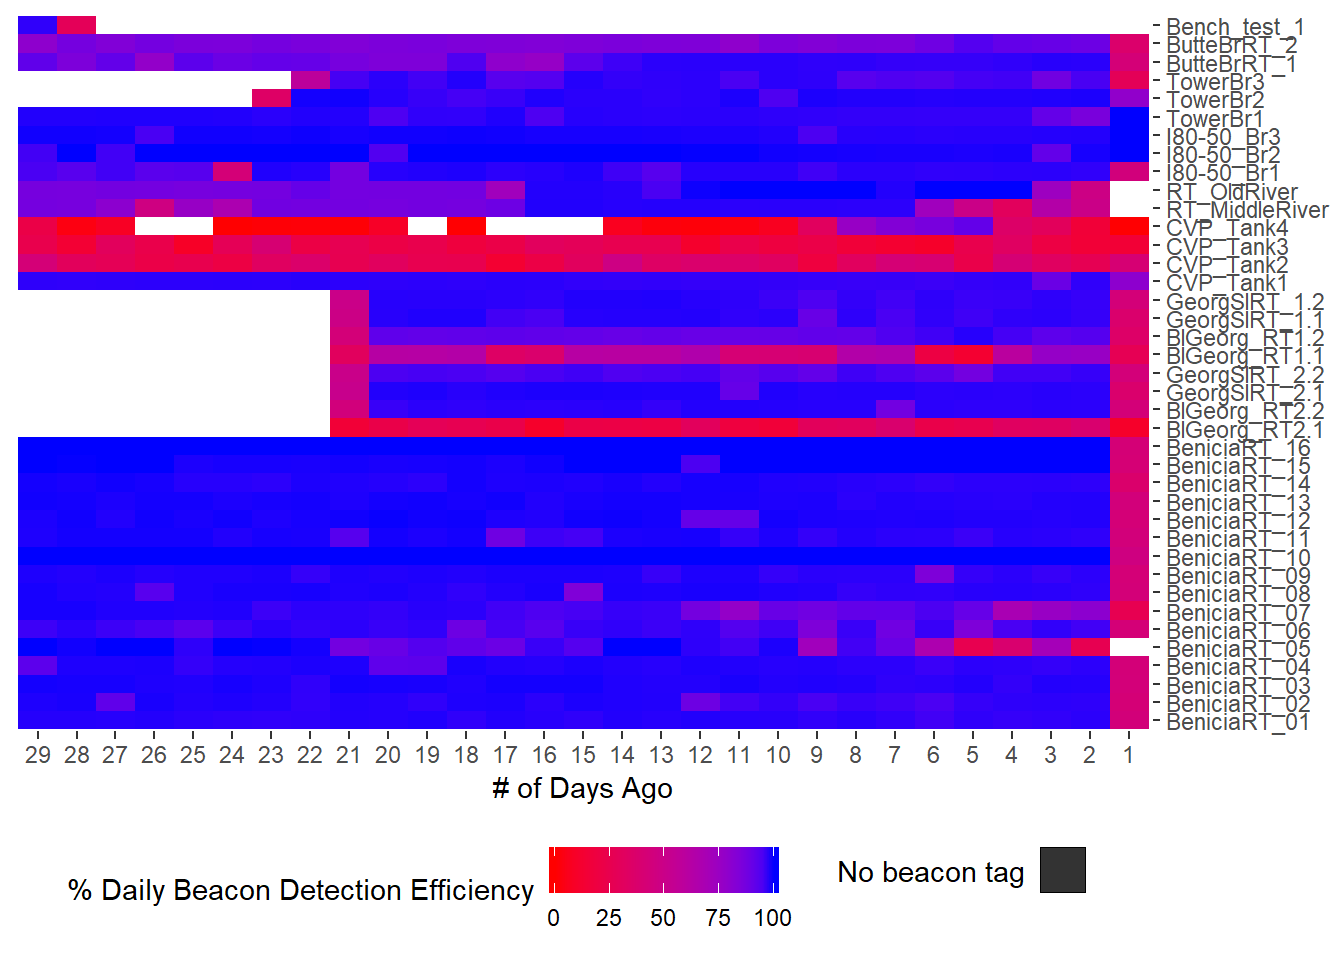 Bench_test_1
ButteBrRT_2
ButteBrRT_1
TowerBr3
TowerBr2
TowerBr1
I80-50_Br3
I80-50_Br2
I80-50_Br1
RT_OldRiver
RT_MiddleRiver
CVP_Tank4
CVP_Tank3
CVP_Tank2
CVP_Tank1
GeorgSlRT_1.2
GeorgSlRT_1.1
BlGeorg_RT1.2
BlGeorg_RT1.1
GeorgSlRT_2.2
GeorgSlRT_2.1
BlGeorg_RT2.2
BlGeorg_RT2.1
BeniciaRT_16
BeniciaRT_15
BeniciaRT_14
BeniciaRT_13
BeniciaRT_12
BeniciaRT_11
BeniciaRT_10
BeniciaRT_09
BeniciaRT_08
BeniciaRT_07
BeniciaRT_06
BeniciaRT_05
BeniciaRT_04
BeniciaRT_03
BeniciaRT_02
BeniciaRT_01
29 28 27 26 25 24 23 22 21 20 19 18 17 16 15 14 13 12 11 10 9 8 7 6 5 4 3 2 1
# of Days Ago
% Daily Beacon Detection Efficiency
0 25 50 75 100
No beacon tag